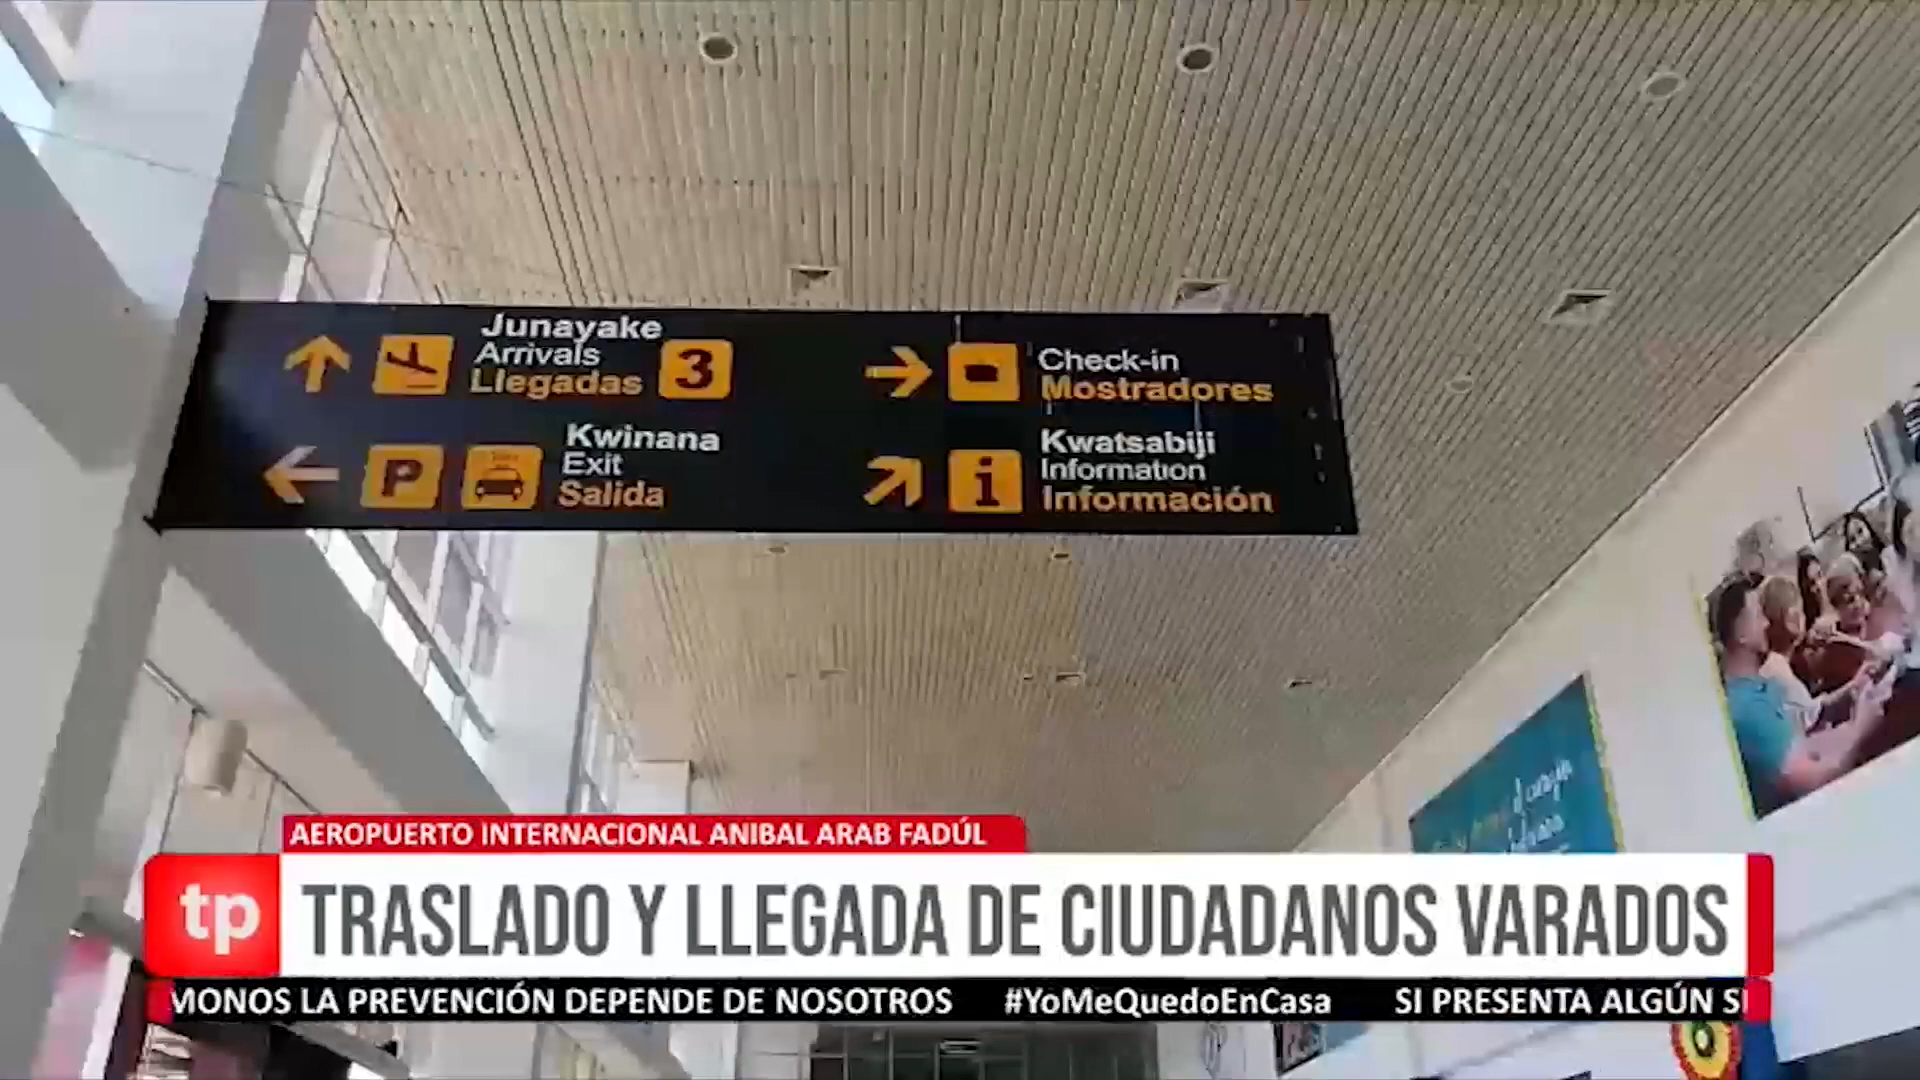 Junayake
Arrivals
Llegadas
3
Check-in
Mostradores
P
Kwinana
Exit
Salida
i
Kwatsabiji
Information
Información
AEROPUERTO INTERNACIONAL ANIBAL ARAB FADÚL
tp
TRASLADO Y LLEGADA DE CIUDADANOS VARADOS
MONOS LA PREVENCIÓN DEPENDE DE NOSOTROS #YoMeQuedoEnCasa SI PRESENTA ALGÚN SÍ